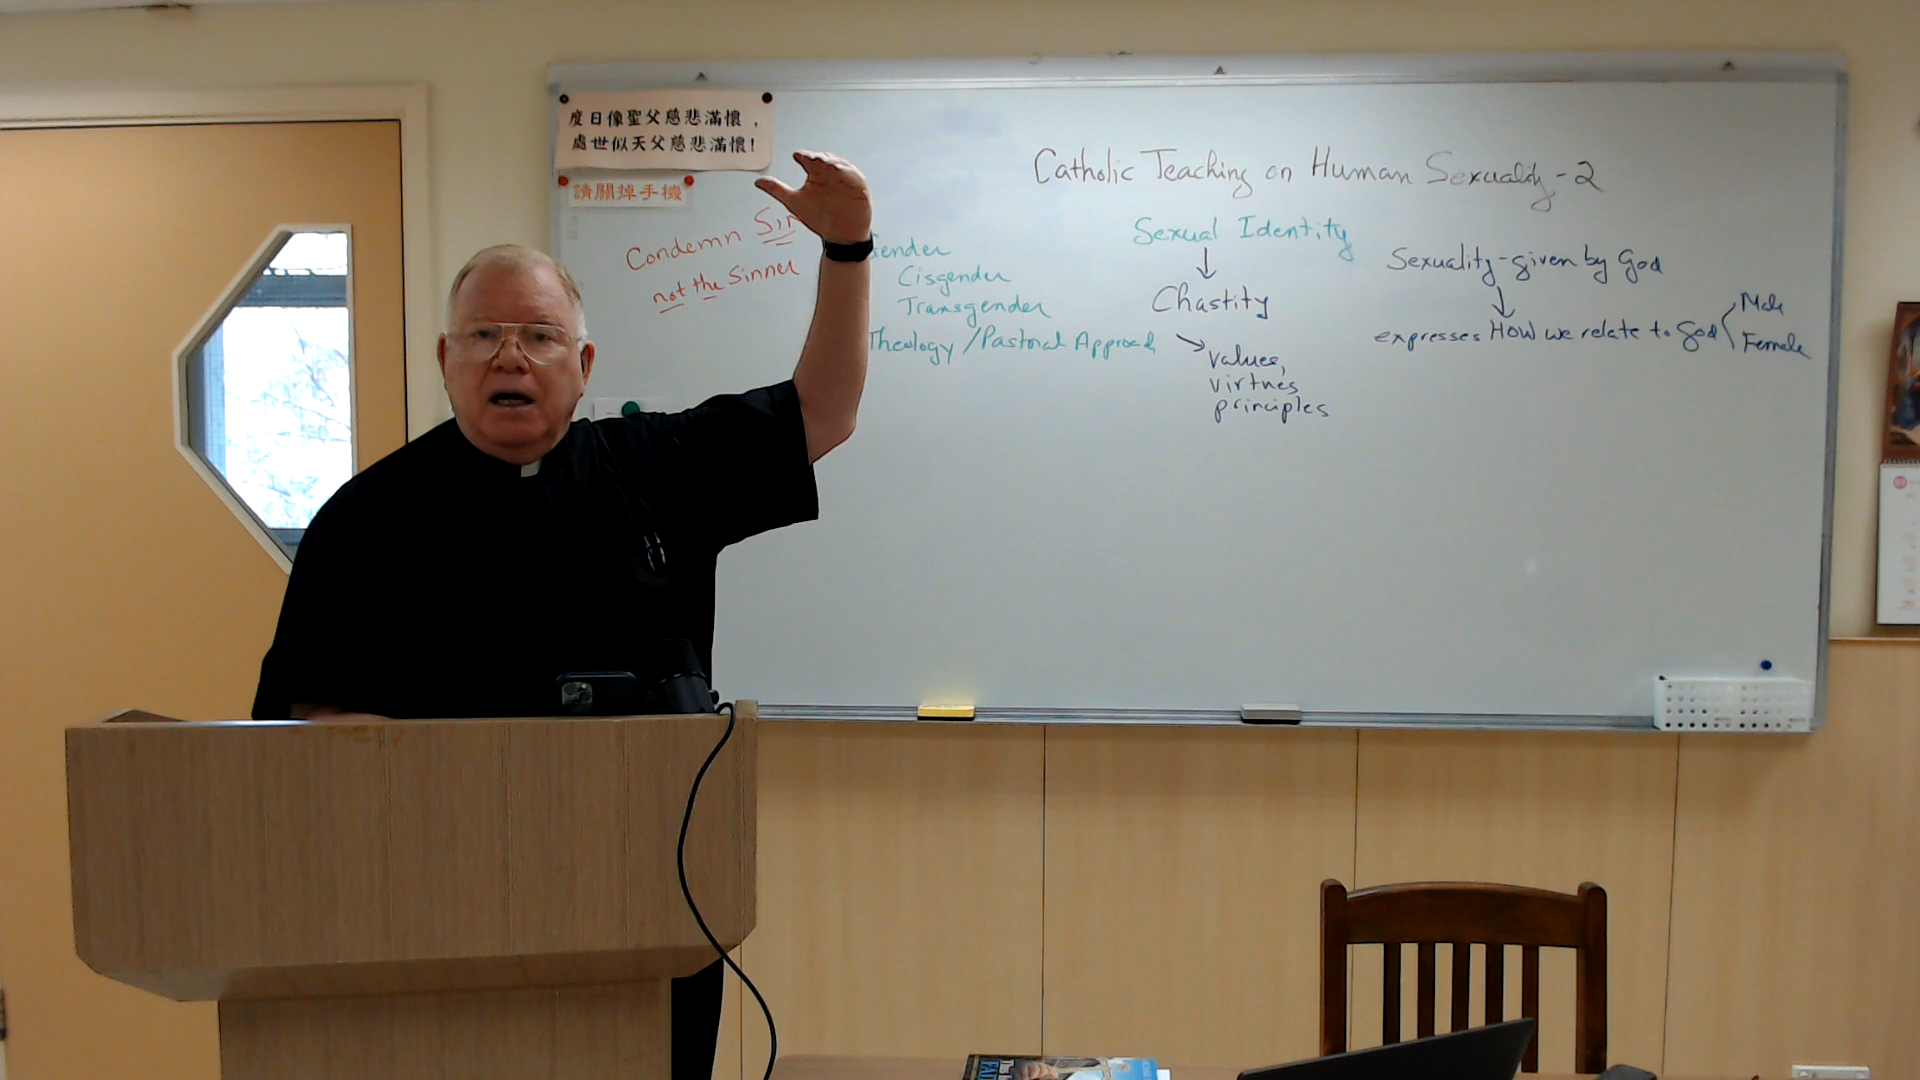 度日像聖父慈悲滿懷，
處世似天父慈悲滿懷!
請關掉手機
Condemn Sin
not the Sinner
Gender
Cisgender
Transgender
Theology / Pastoral Approach
Catholic Teaching on Human Sexuality - 2
Sexual Identity
↓
Chastity
→ values,
virtues
principles
Sexuality - given by God
↓
expresses How we relate to God
Male
Female